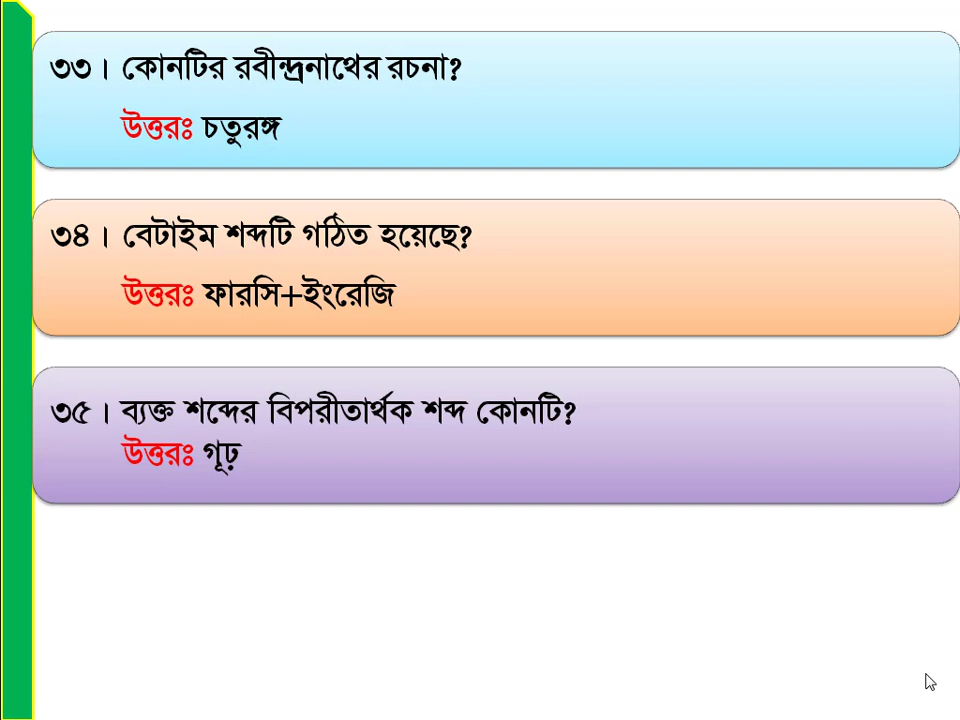 ৩৩। কোনটির রবীন্দ্রনাথের রচনা?
উত্তরঃ চতুরঙ্গ
৩৪। বেটাইম শব্দটি গঠিত হয়েছে?
উত্তরঃ ফারসি+ইংরেজি
৩৫। ব্যক্ত শব্দের বিপরীতার্থক শব্দ কোনটি?
উত্তরঃ গূঢ়